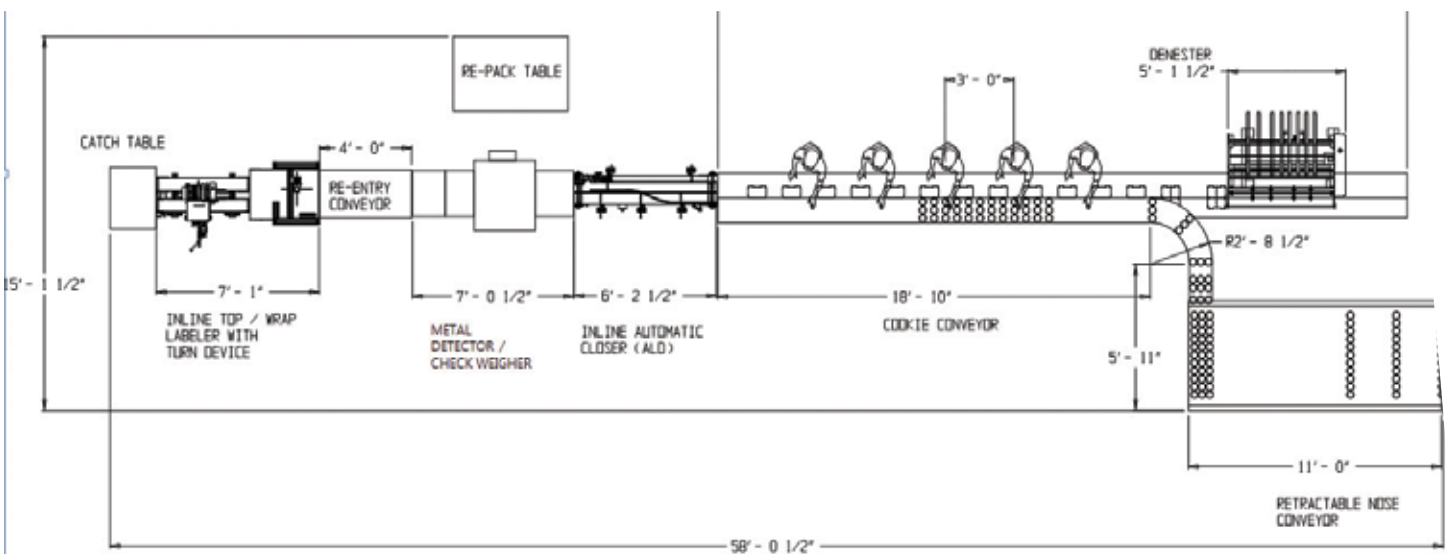 RE-PACK TABLE
DENESTER
5'- 1 1/2"
3'- 0"
CATCH TABLE
4'- 0"
RE-ENTRY
CONVEYOR
R2'- 8 1/2"
15'- 1 1/2"
7'- 1"
7'- 0 1/2"
6'- 2 1/2"
18'- 10"
INLINE TOP / WRAP
LABELER WITH
TURN DEVICE
METAL
DETECTOR /
CHECK WEIGHER
INLINE AUTOMATIC
CLOSER (ALO)
COOKIE CONVEYOR
5'- 11"
11'- 0"
RETRACTABLE NOSE
CONVEYOR
58'- 0 1/2"